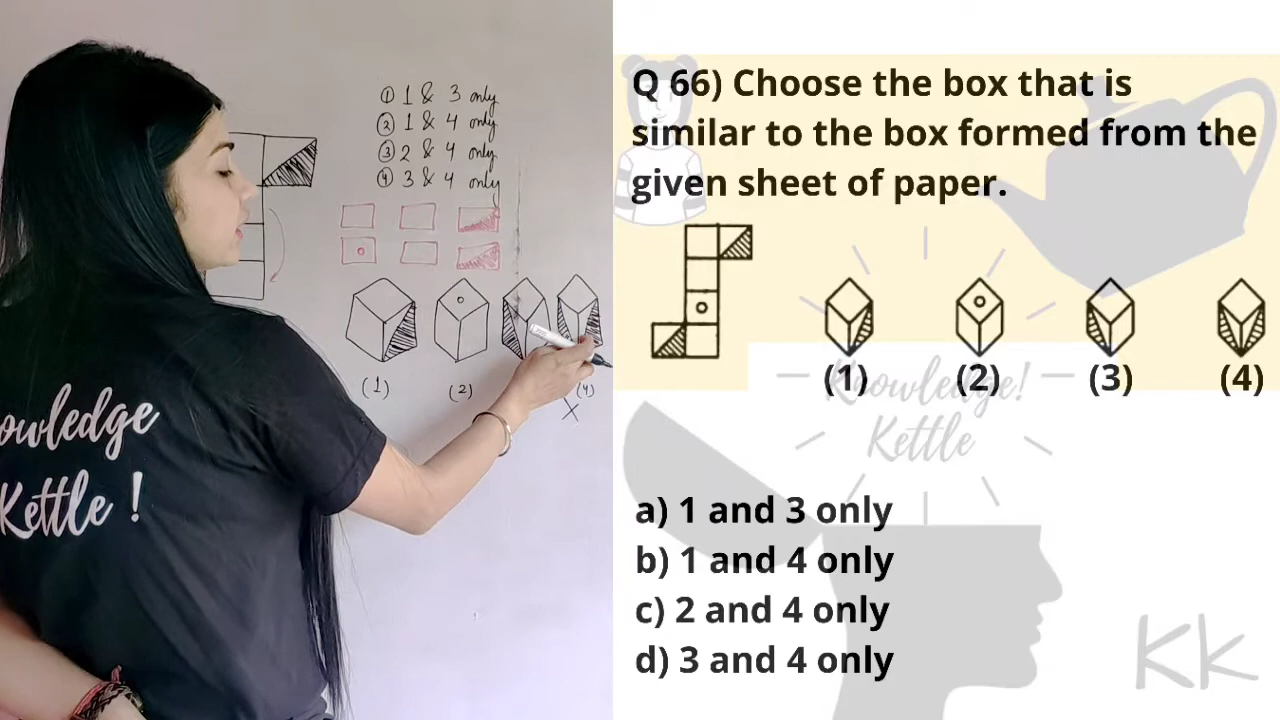 ① 1 & 3 only
② 1 & 4 only
③ 2 & 4 only
④ 3 & 4 only
(1) (2) (4)
X
owledge
Kettle !
Q 66) Choose the box that is
similar to the box formed from the
given sheet of paper.
(1) (2) (3) (4)
Knowledge!
Kettle
a) 1 and 3 only
b) 1 and 4 only
c) 2 and 4 only
d) 3 and 4 only
KK